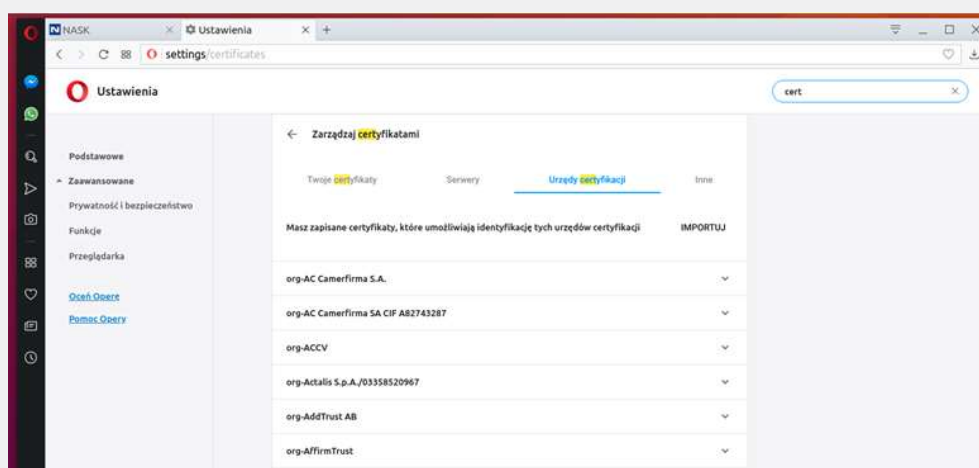 NASK
Ustawienia
settings/certificates
Ustawienia
cert
Zarządzaj certyfikatami
Podstawowe
Zaawansowane
Prywatność i bezpieczeństwo
Funkcje
Przeglądarka
Oceń Operę
Pomoc Opery
Twoje certyfikaty
Serwery
Urzędy certyfikacji
Inne
Masz zapisane certyfikaty, które umożliwiają identyfikację tych urzędów certyfikacji
IMPORTUJ
org-AC Camerfirma S.A.
org-AC Camerfirma SA CIF A82743287
org-ACCV
org-Actalis S.p.A./03358520967
org-AddTrust AB
org-AffirmTrust